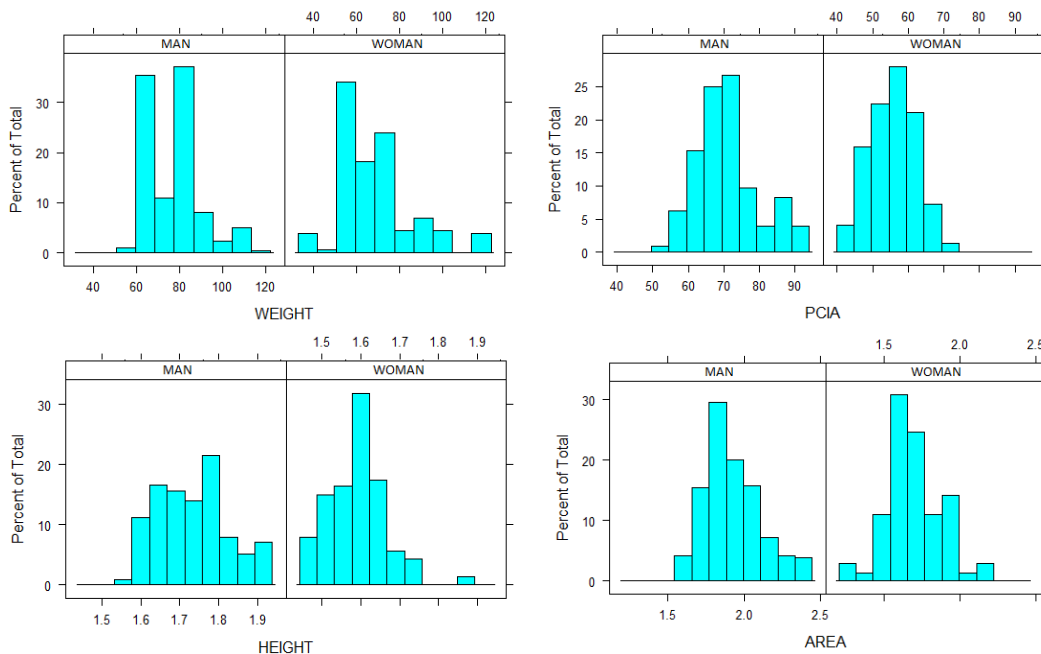 40 60 80 100 120
MAN WOMAN
Percent of Total
30
20
10
0
40 60 80 100 120
WEIGHT
40 50 60 70 80 90
MAN WOMAN
Percent of Total
25
20
15
10
5
0
40 50 60 70 80 90
PCIA
1.5 1.6 1.7 1.8 1.9
MAN WOMAN
Percent of Total
30
20
10
0
1.5 1.6 1.7 1.8 1.9
HEIGHT
1.5 2.0 2.5
MAN WOMAN
Percent of Total
30
20
10
0
1.5 2.0 2.5
AREA